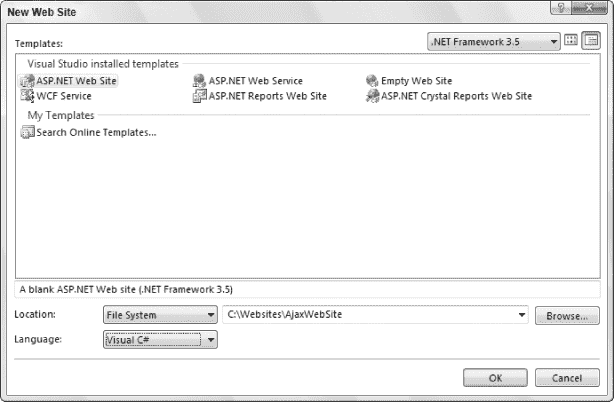 New Web Site
Templates: .NET Framework 3.5
Visual Studio installed templates
ASP.NET Web Site ASP.NET Web Service Empty Web Site
WCF Service ASP.NET Reports Web Site ASP.NET Crystal Reports Web Site
My Templates
Search Online Templates...
A blank ASP.NET Web site (.NET Framework 3.5)
Location: File System C:\Websites\AjaxWebSite Browse...
Language: Visual C#
OK Cancel